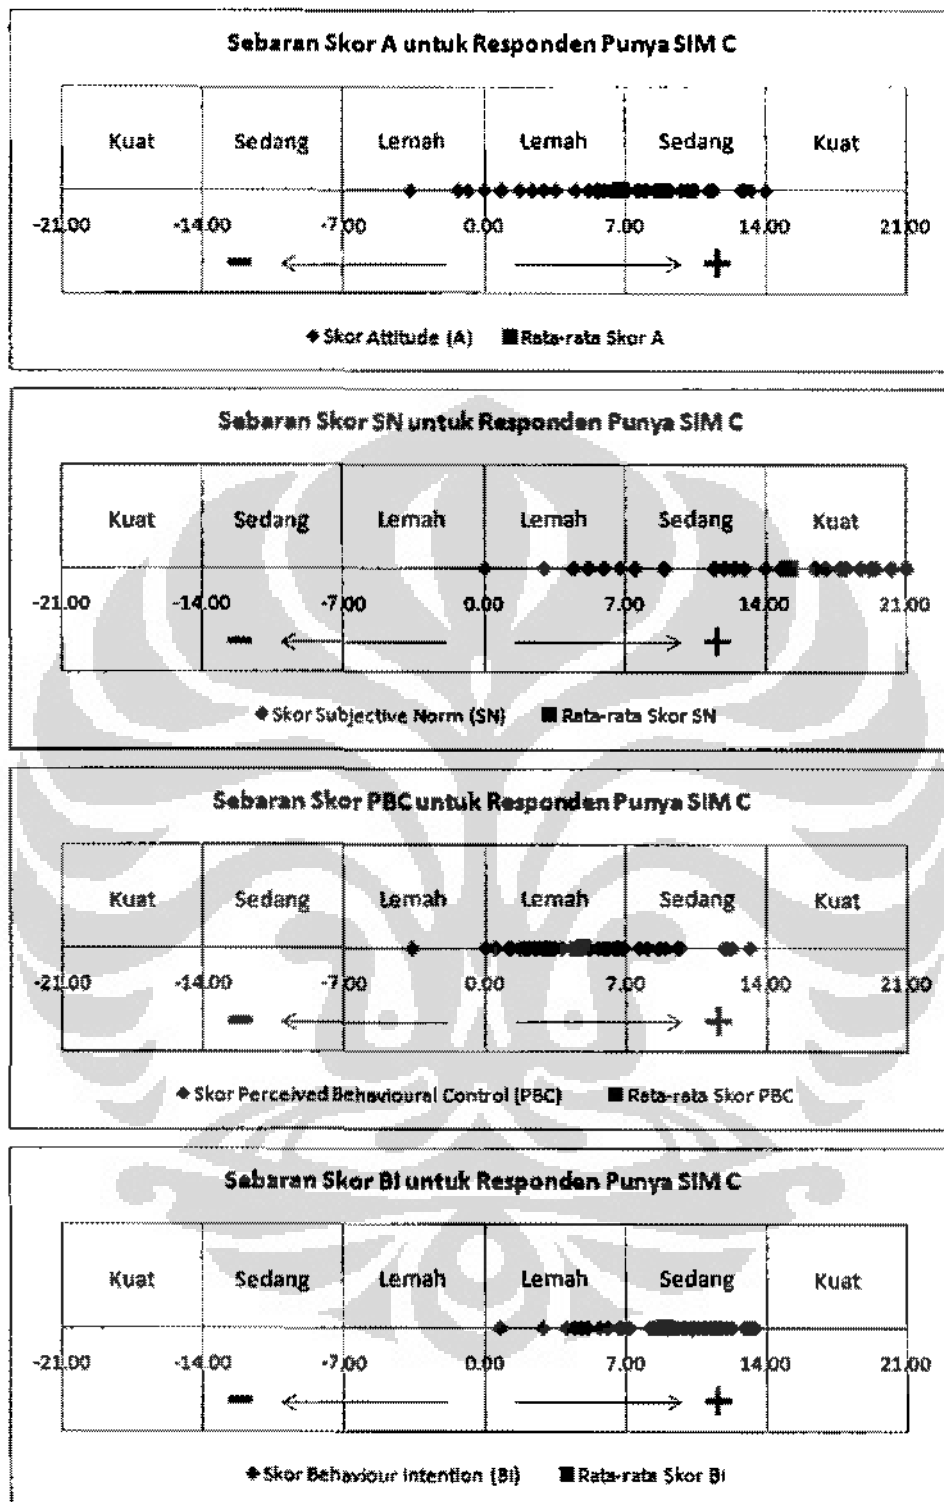 Sebaran Skor A untuk Responden Punya SIM C
Kuat Sedang Lemah Lemah Sedang Kuat
-21.00 -14.00 -7.00 0.00 7.00 14.00 21.00
− +
Skor Attitude (A) Rata-rata Skor A
Sebaran Skor SN untuk Responden Punya SIM C
Kuat Sedang Lemah Lemah Sedang Kuat
-21.00 -14.00 -7.00 0.00 7.00 14.00 21.00
− +
Skor Subjective Norm (SN) Rata-rata Skor SN
Sebaran Skor PBC untuk Responden Punya SIM C
Kuat Sedang Lemah Lemah Sedang Kuat
-21.00 -14.00 -7.00 0.00 7.00 14.00 21.00
− +
Skor Perceived Behavioural Control (PBC) Rata-rata Skor PBC
Sebaran Skor BI untuk Responden Punya SIM C
Kuat Sedang Lemah Lemah Sedang Kuat
-21.00 -14.00 -7.00 0.00 7.00 14.00 21.00
− +
Skor Behaviour Intention (BI) Rata-rata Skor BI